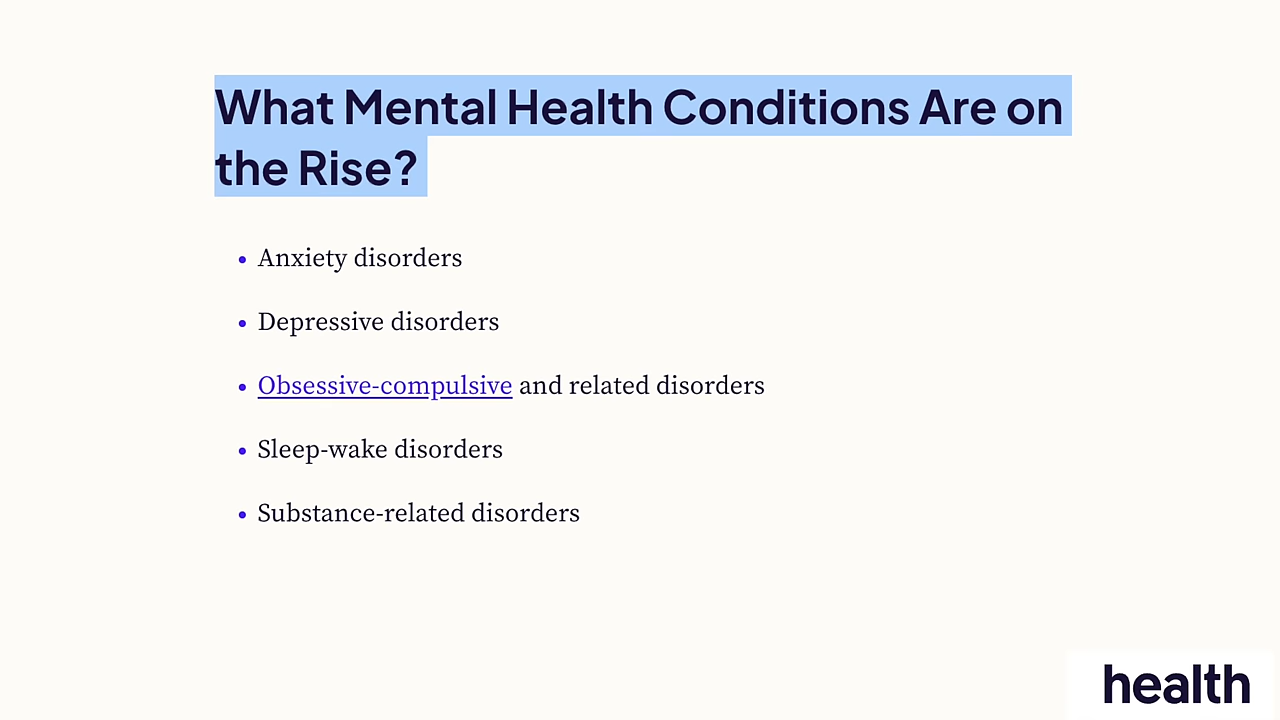 What Mental Health Conditions Are on
the Rise?
• Anxiety disorders
• Depressive disorders
• Obsessive-compulsive and related disorders
• Sleep-wake disorders
• Substance-related disorders
health